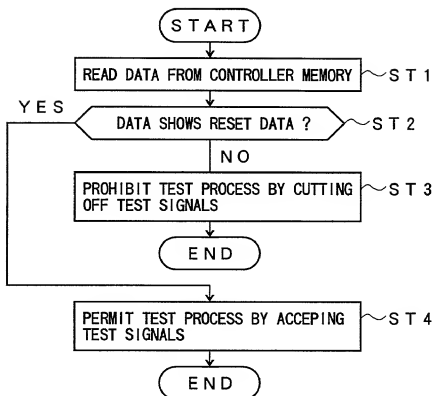 START
READ DATA FROM CONTROLLER MEMORY
ST1
YES
DATA SHOWS RESET DATA ?
ST2
NO
PROHIBIT TEST PROCESS BY CUTTING
OFF TEST SIGNALS
ST3
END
PERMIT TEST PROCESS BY ACCEPING
TEST SIGNALS
ST4
END